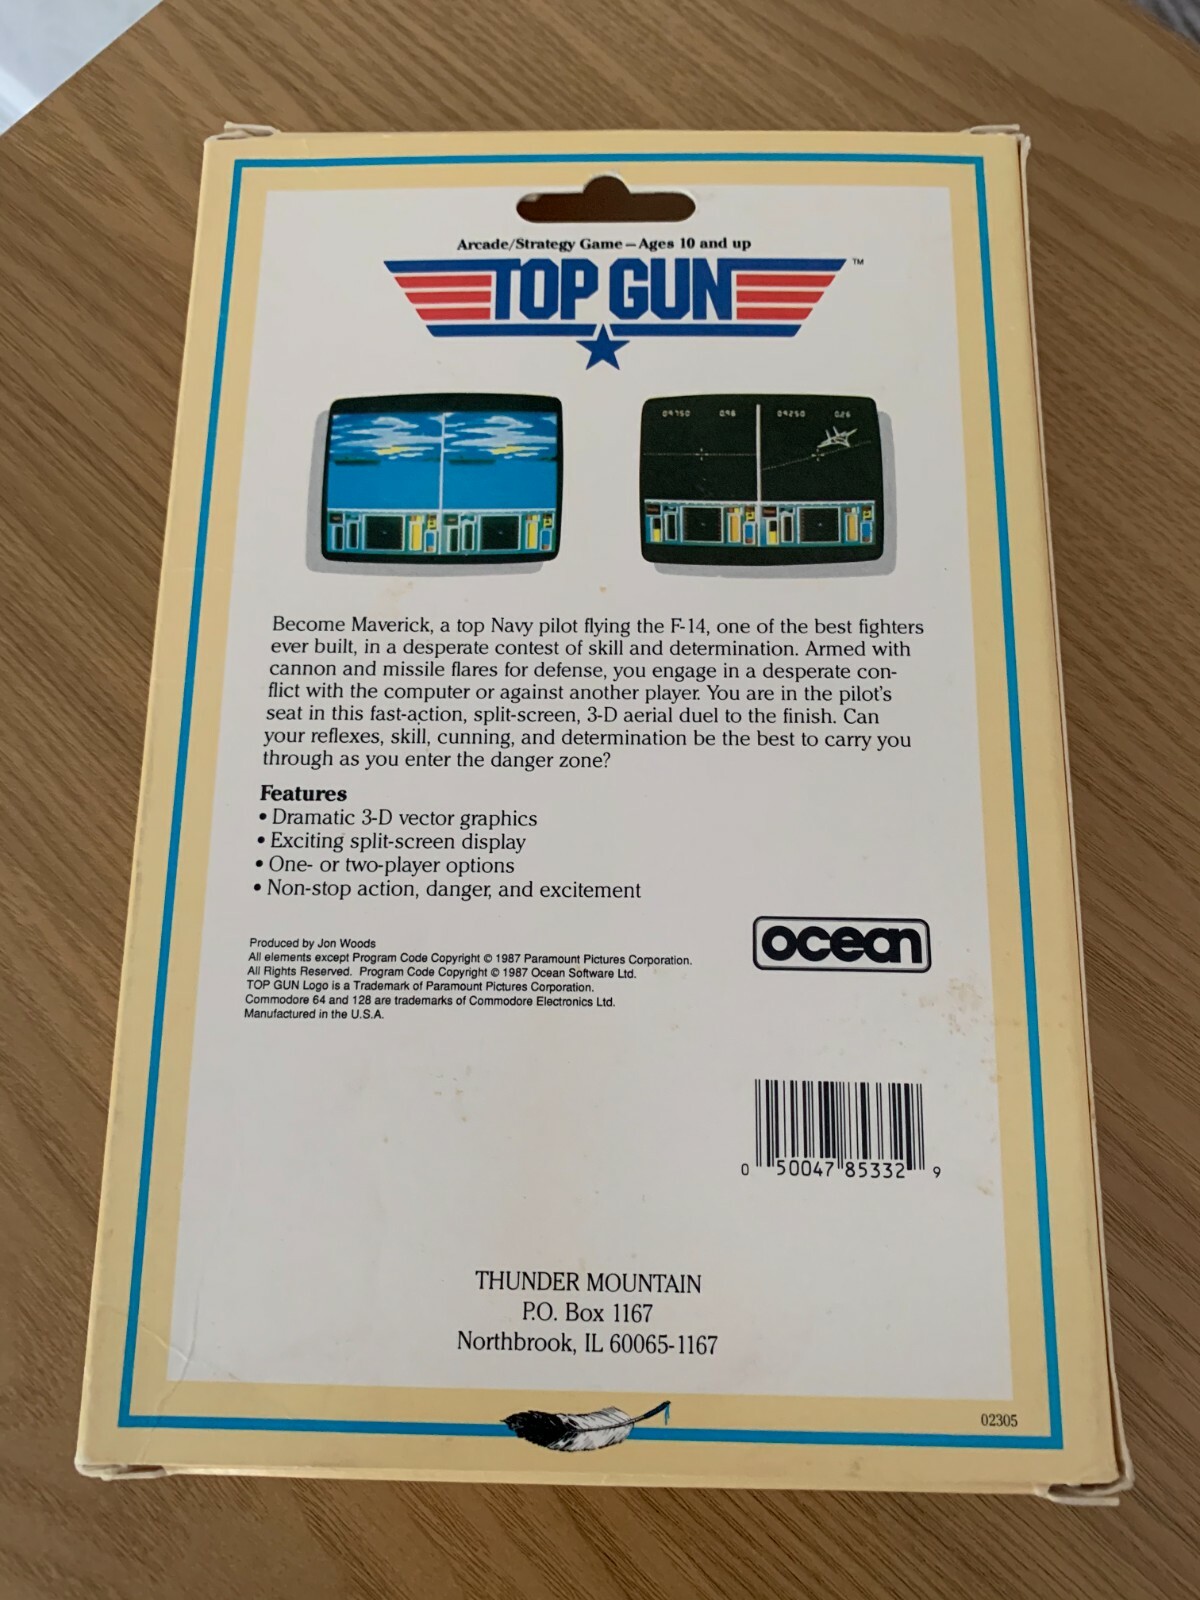 Arcade/Strategy Game—Ages 10 and up
TOP GUN™
04750 0.98 04250 0.26
Become Maverick, a top Navy pilot flying the F-14, one of the best fighters
ever built, in a desperate contest of skill and determination. Armed with
cannon and missile flares for defense, you engage in a desperate con-
flict with the computer or against another player. You are in the pilot's
seat in this fast-action, split-screen, 3-D aerial duel to the finish. Can
your reflexes, skill, cunning, and determination be the best to carry you
through as you enter the danger zone?
Features
• Dramatic 3-D vector graphics
• Exciting split-screen display
• One- or two-player options
• Non-stop action, danger, and excitement
ocean
Produced by Jon Woods
All elements except Program Code Copyright © 1987 Paramount Pictures Corporation.
All Rights Reserved. Program Code Copyright © 1987 Ocean Software Ltd.
TOP GUN Logo is a Trademark of Paramount Pictures Corporation.
Commodore 64 and 128 are trademarks of Commodore Electronics Ltd.
Manufactured in the U.S.A.
0 50047 85332 9
THUNDER MOUNTAIN
P.O. Box 1167
Northbrook, IL 60065-1167
02305